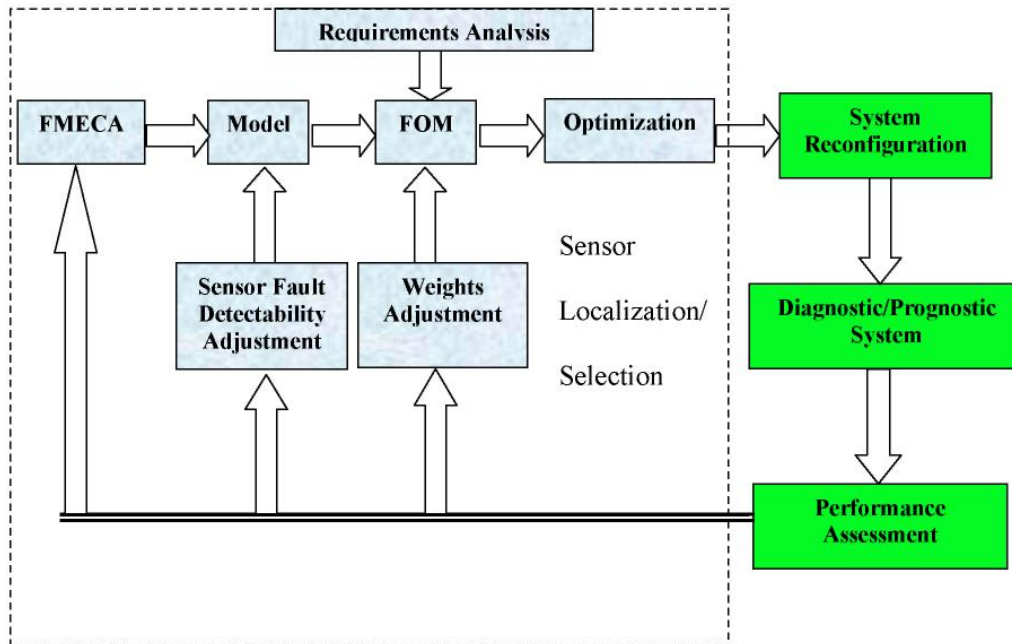 Requirements Analysis
FMECA
Model
FOM
Optimization
System
Reconfiguration
Sensor
Localization/
Selection
Sensor Fault
Detectability
Adjustment
Weights
Adjustment
Diagnostic/Prognostic
System
Performance
Assessment